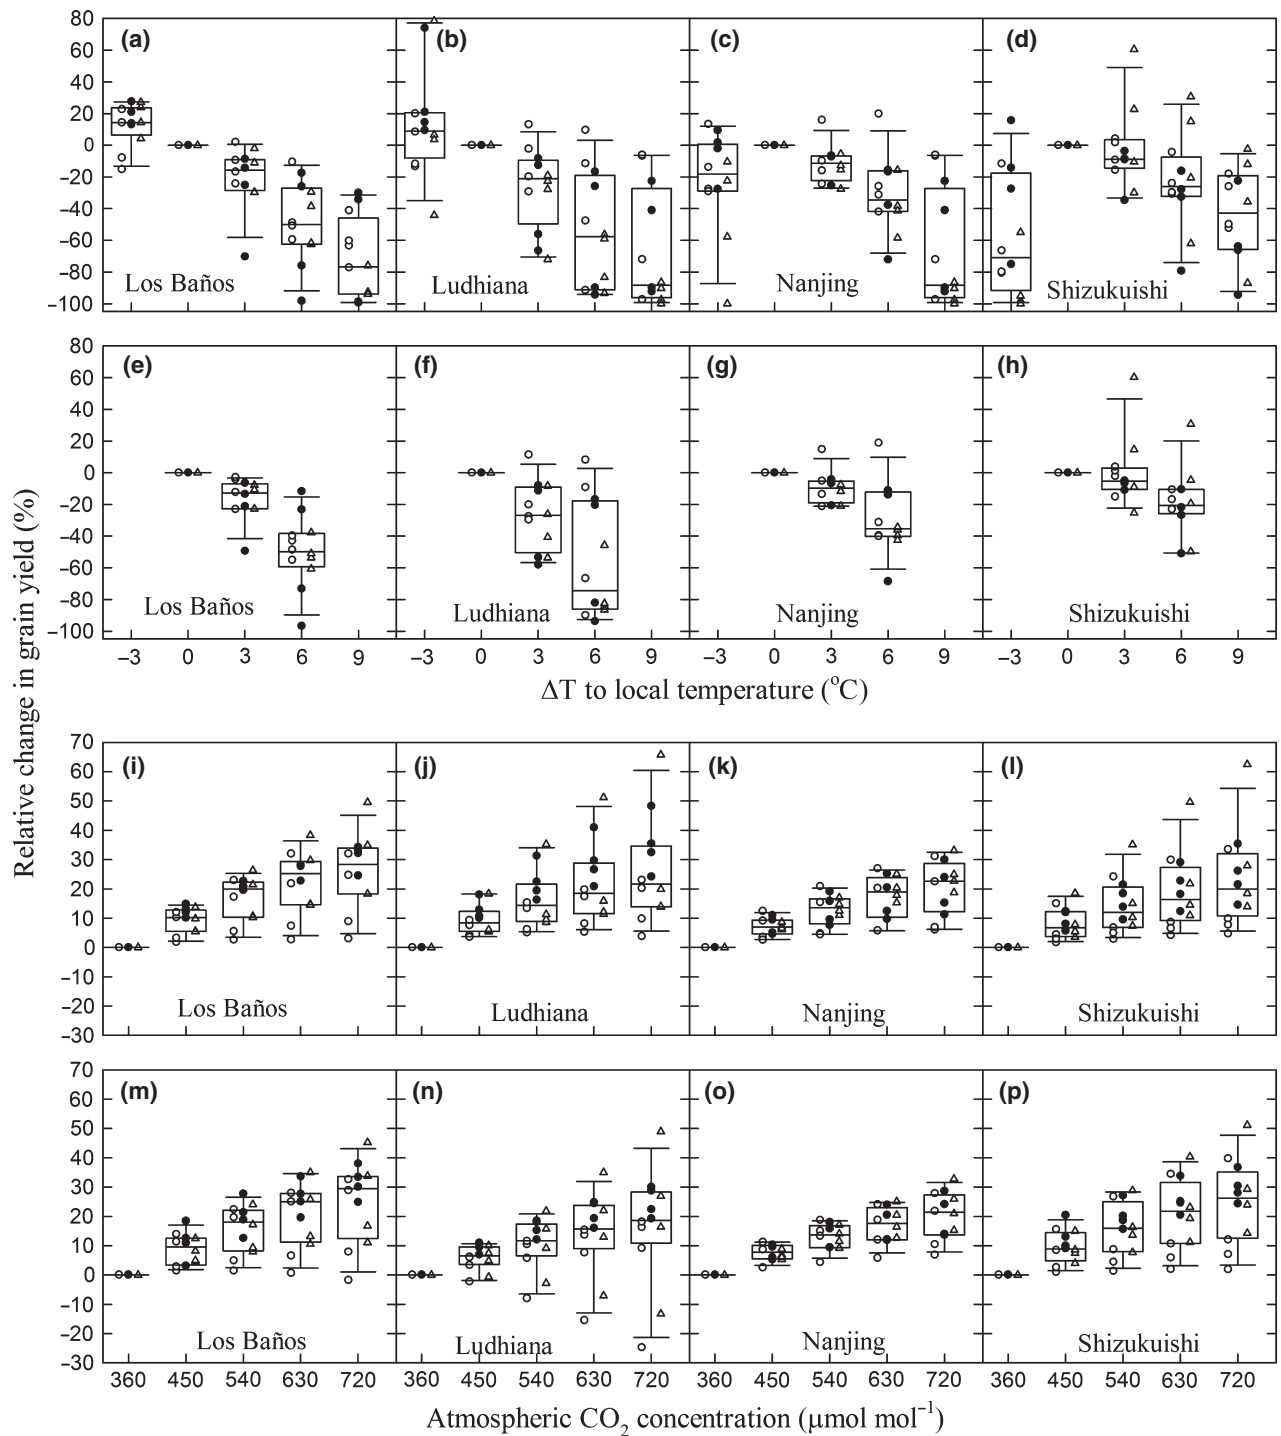 Relative change in grain yield (%)
80
60
40
20
0
−20
−40
−60
−80
−100
(a)
Los Baños
(b)
Ludhiana
(c)
Nanjing
(d)
Shizukuishi
80
60
40
20
0
−20
−40
−60
−80
−100
(e)
Los Baños
(f)
Ludhiana
(g)
Nanjing
(h)
Shizukuishi
−3 0 3 6 9 −3 0 3 6 9 −3 0 3 6 9 −3 0 3 6 9
ΔT to local temperature (°C)
70
60
50
40
30
20
10
0
−10
−20
−30
(i)
Los Baños
(j)
Ludhiana
(k)
Nanjing
(l)
Shizukuishi
70
60
50
40
30
20
10
0
−10
−20
−30
(m)
Los Baños
(n)
Ludhiana
(o)
Nanjing
(p)
Shizukuishi
360 450 540 630 720 360 450 540 630 720 360 450 540 630 720 360 450 540 630 720
Atmospheric CO₂ concentration (μmol mol⁻¹)